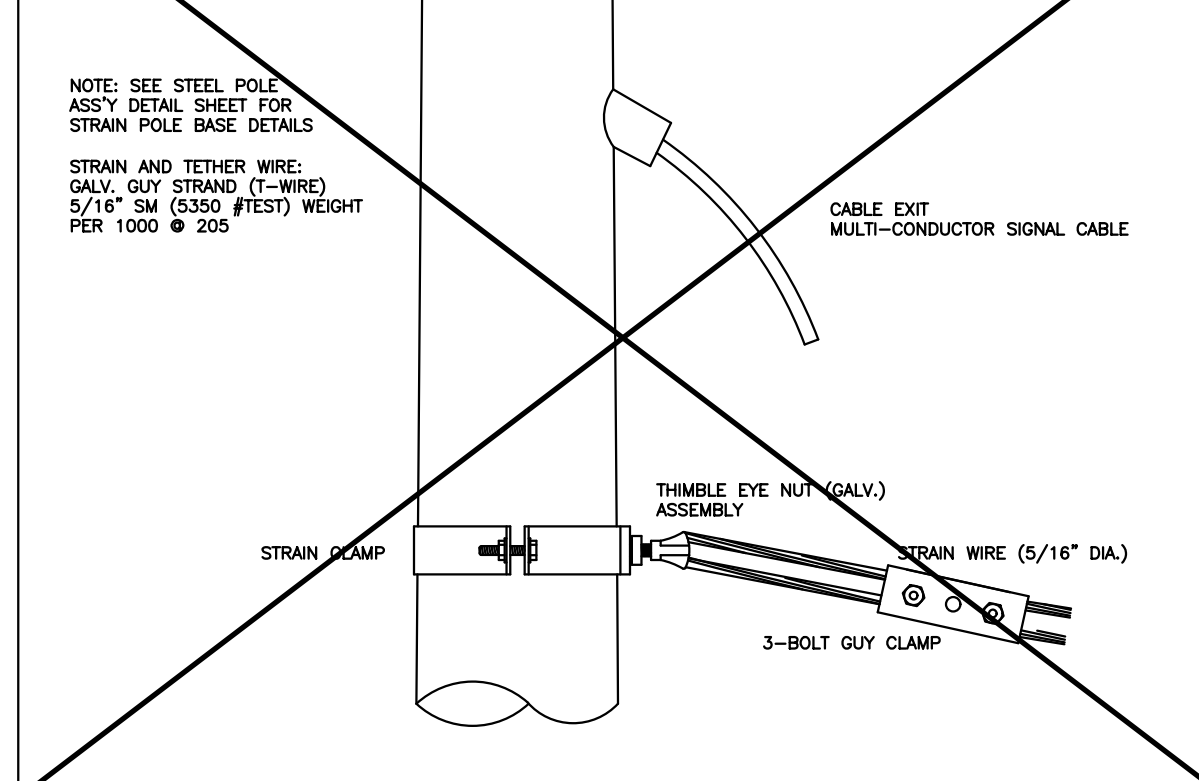 NOTE: SEE STEEL POLE
ASS'Y DETAIL SHEET FOR
STRAIN POLE BASE DETAILS
STRAIN AND TETHER WIRE:
GALV. GUY STRAND (T-WIRE)
5/16" SM (5350 #TEST) WEIGHT
PER 1000 @ 205
CABLE EXIT
MULTI-CONDUCTOR SIGNAL CABLE
THIMBLE EYE NUT (GALV.)
ASSEMBLY
STRAIN CLAMP
STRAIN WIRE (5/16" DIA.)
3-BOLT GUY CLAMP